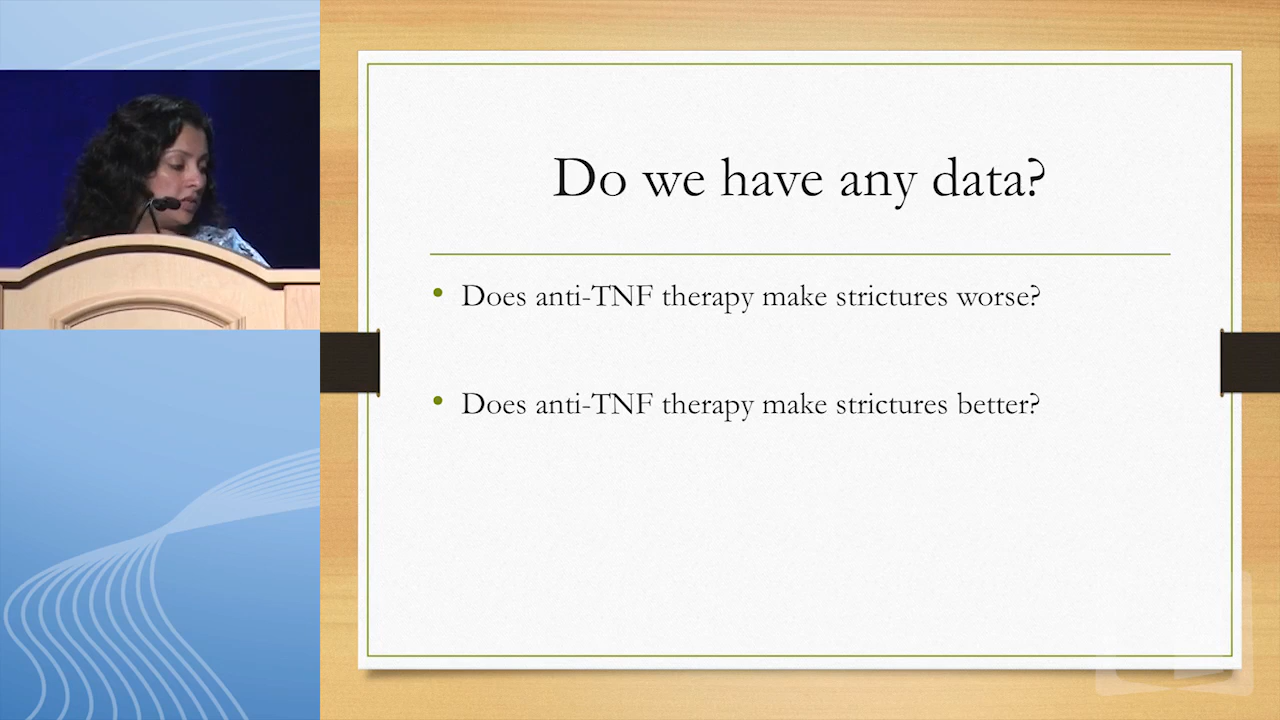 Do we have any data?
• Does anti-TNF therapy make strictures worse?
• Does anti-TNF therapy make strictures better?